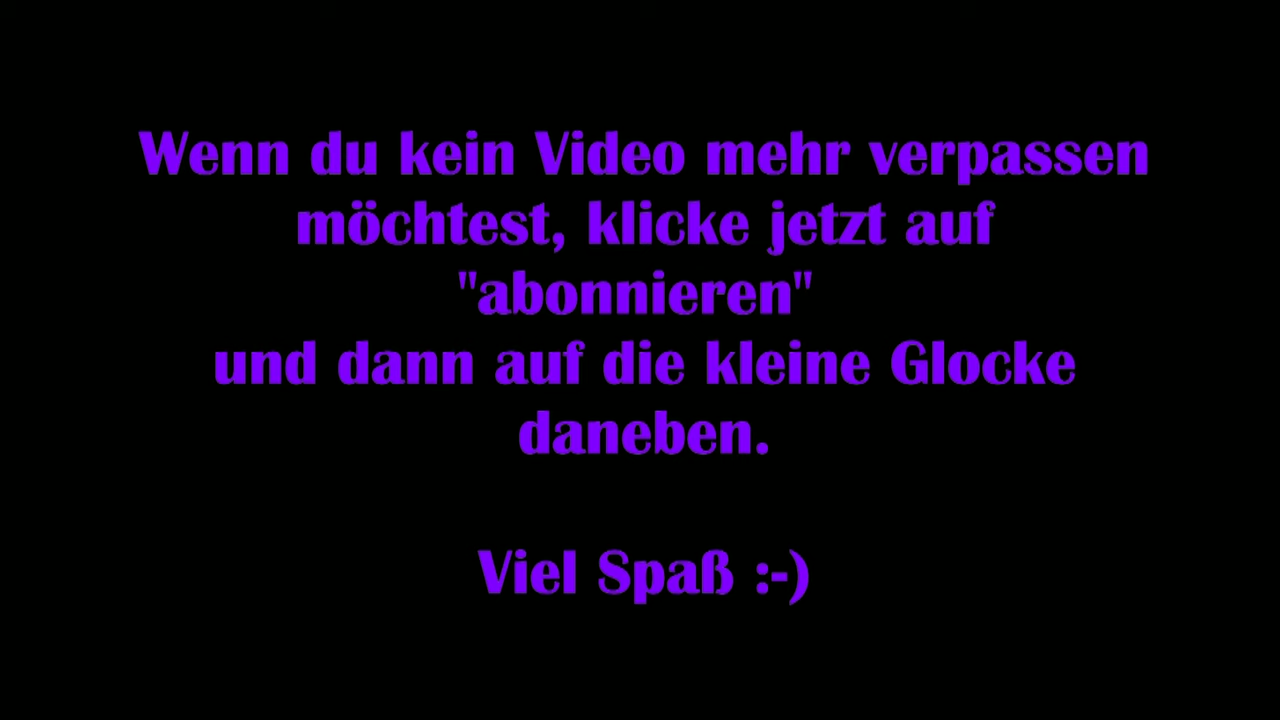 Wenn du kein Video mehr verpassen
möchtest, klicke jetzt auf
"abonnieren"
und dann auf die kleine Glocke
daneben.
Viel Spaß :-)